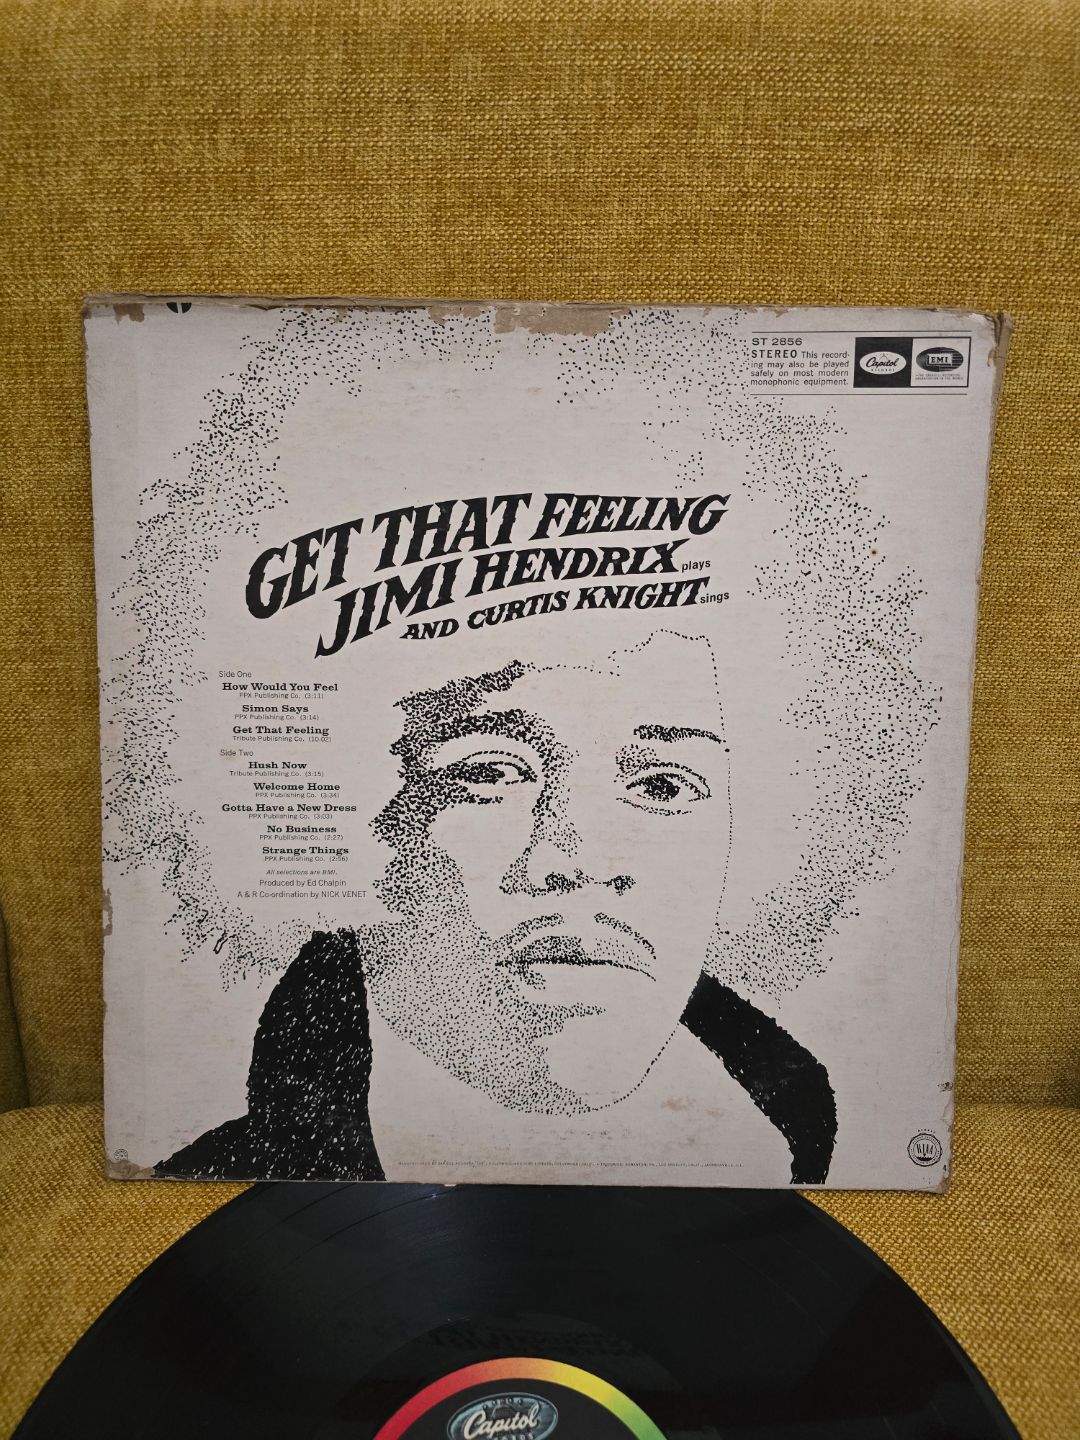 ST 2856
STEREO This record-
ing may also be played
safely on most modern
monophonic equipment.
Capitol
RECORDS
EMI
GET THAT FEELING
JIMI HENDRIX plays
AND CURTIS KNIGHT sings
Side One
How Would You Feel
PPX Publishing Co. (3:11)
Simon Says
PPX Publishing Co. (3:14)
Get That Feeling
Tribute Publishing Co. (10:02)
Side Two
Hush Now
Tribute Publishing Co. (3:15)
Welcome Home
PPX Publishing Co. (3:34)
Gotta Have a New Dress
PPX Publishing Co. (3:03)
No Business
PPX Publishing Co. (2:27)
Strange Things
PPX Publishing Co. (2:56)
All selections are BMI.
Produced by Ed Chalpin
A & R Co-ordination by NICK VENET
RIAA
4
Capitol